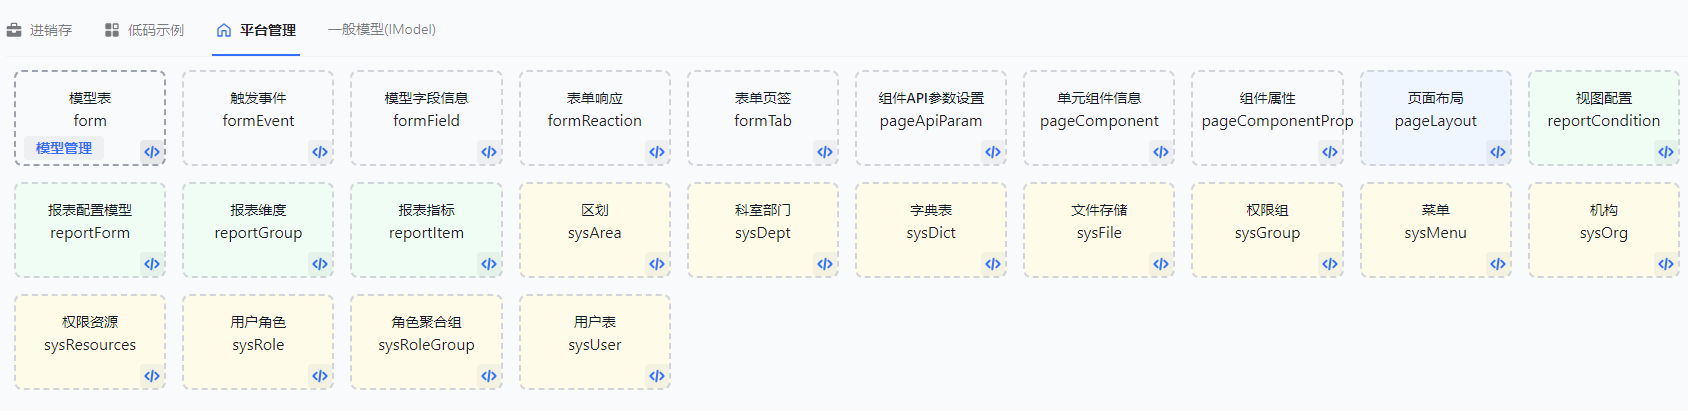 进销存 低码示例 平台管理 一般模型(IModel)
模型表 触发事件 模型字段信息 表单响应 表单页签 组件API参数设置 单元组件信息 组件属性 页面布局 视图配置
form formEvent formField formReaction formTab pageApiParam pageComponent pageComponentProp pageLayout reportCondition
模型管理
报表配置模型 报表维度 报表指标 区划 科室部门 字典表 文件存储 权限组 菜单 机构
reportForm reportGroup reportItem sysArea sysDept sysDict sysFile sysGroup sysMenu sysOrg
权限资源 用户角色 角色聚合组 用户表
sysResources sysRole sysRoleGroup sysUser